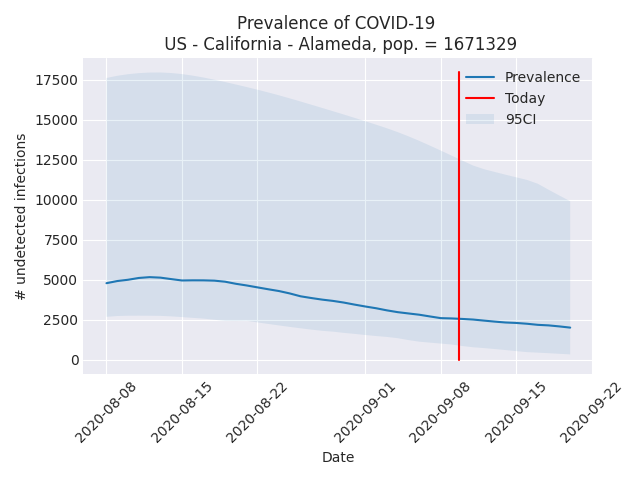 Prevalence of COVID-19
US - California - Alameda, pop. = 1671329
Prevalence
Today
95CI
# undetected infections
17500
15000
12500
10000
7500
5000
2500
0
2020-08-08
2020-08-15
2020-08-22
2020-09-01
2020-09-08
2020-09-15
2020-09-22
Date